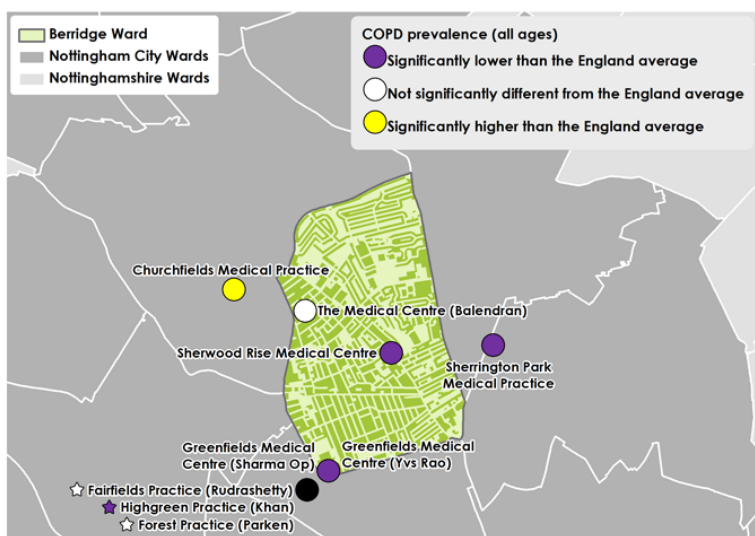 Berridge Ward
Nottingham City Wards
Nottinghamshire Wards
COPD prevalence (all ages)
Significantly lower than the England average
Not significantly different from the England average
Significantly higher than the England average
Churchfields Medical Practice
The Medical Centre (Balendran)
Sherwood Rise Medical Centre
Sherrington Park
Medical Practice
Greenfields Medical
Centre (Sharma Op)
Greenfields Medical
Centre (Yvs Rao)
Fairfields Practice (Rudrashetty)
Highgreen Practice (Khan)
Forest Practice (Parken)